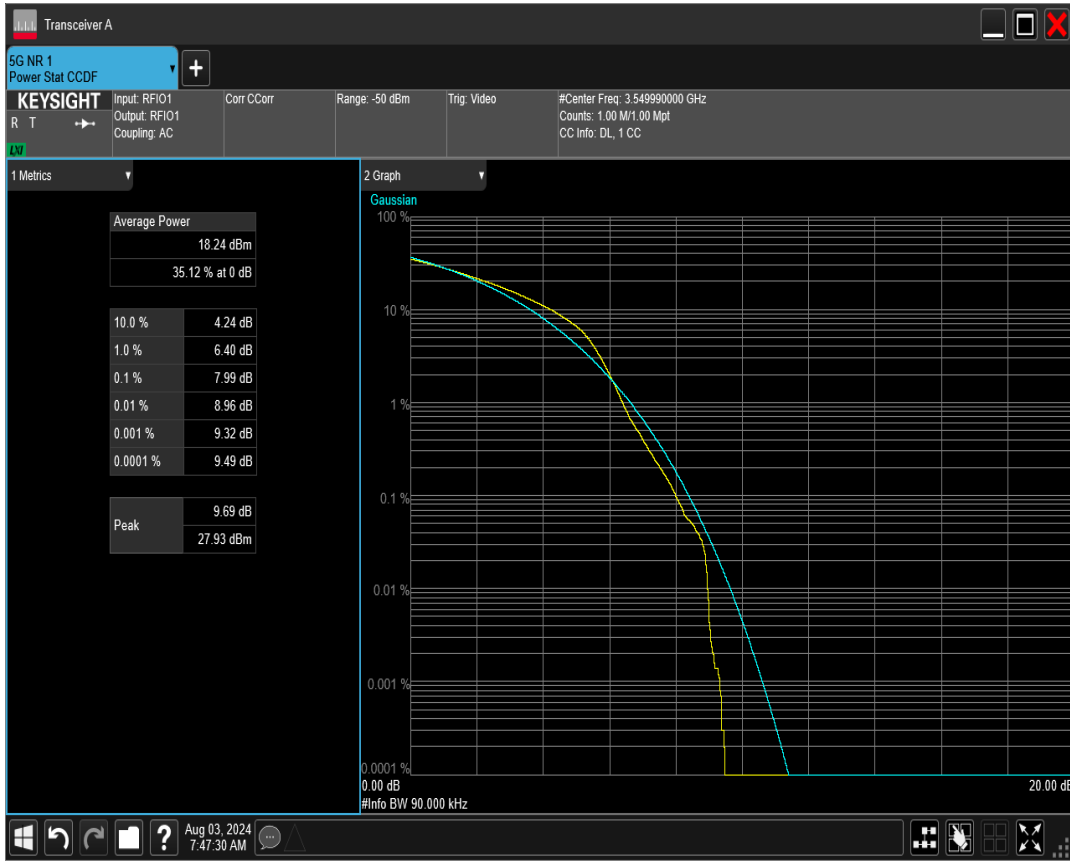 Transceiver A
5G NR 1
Power Stat CCDF
KEYSIGHT
R T
LXI
Input: RFIO1
Output: RFIO1
Coupling: AC
Corr CCorr
Range: -50 dBm
Trig: Video
#Center Freq: 3.549990000 GHz
Counts: 1.00 M/1.00 Mpt
CC Info: DL, 1 CC
1 Metrics
Average Power
18.24 dBm
35.12 % at 0 dB
10.0 % 4.24 dB
1.0 % 6.40 dB
0.1 % 7.99 dB
0.01 % 8.96 dB
0.001 % 9.32 dB
0.0001 % 9.49 dB
Peak
9.69 dB
27.93 dBm
2 Graph
Gaussian
100 %
10 %
1 %
0.1 %
0.01 %
0.001 %
0.0001 %
0.00 dB
20.00 dB
#Info BW 90.000 kHz
?
Aug 03, 2024
7:47:30 AM